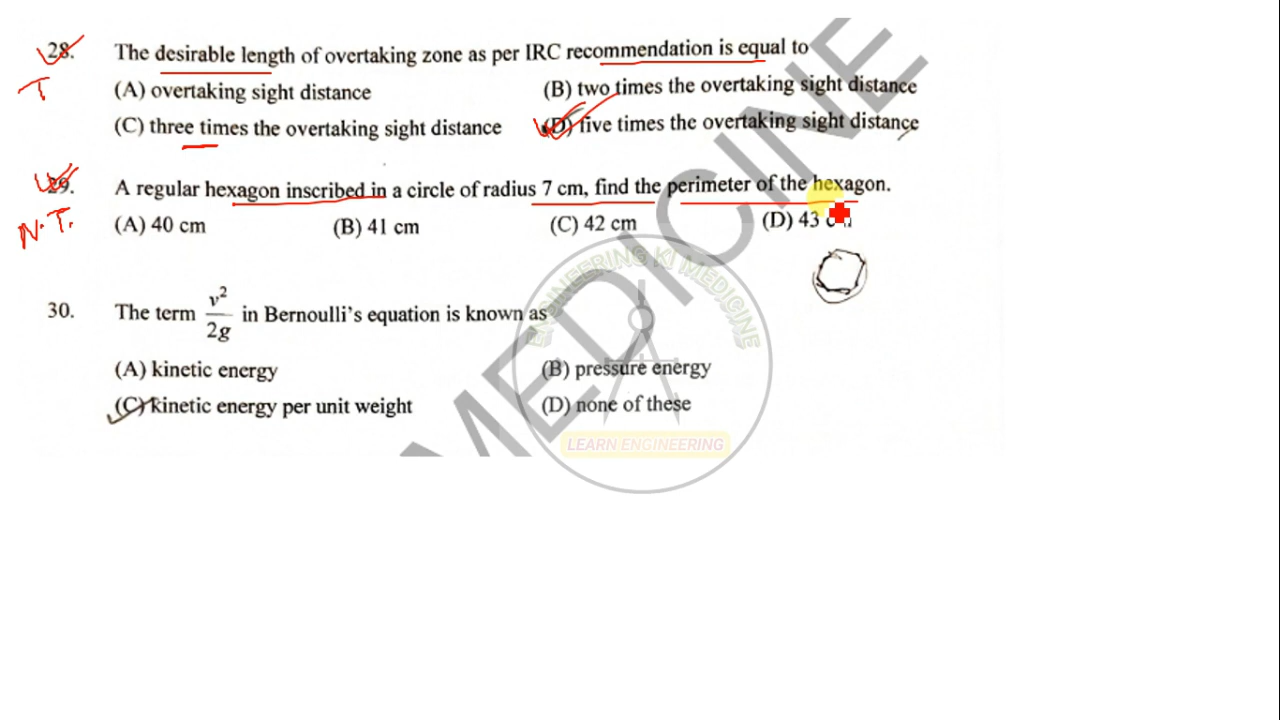 28. The desirable length of overtaking zone as per IRC recommendation is equal to
T (A) overtaking sight distance (B) two times the overtaking sight distance
(C) three times the overtaking sight distance (D) five times the overtaking sight distance
29. A regular hexagon inscribed in a circle of radius 7 cm, find the perimeter of the hexagon.
N.T. (A) 40 cm (B) 41 cm (C) 42 cm (D) 43
ENGINEERING KI MEDICINE
30. The term v²/2g in Bernoulli's equation is known as
(A) kinetic energy (B) pressure energy
(C) kinetic energy per unit weight (D) none of these
MEDICINE
LEARN ENGINEERING